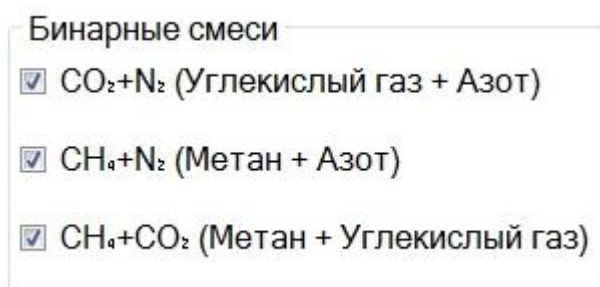 Бинарные смеси
CO₂+N₂ (Углекислый газ + Азот)
CH₄+N₂ (Метан + Азот)
CH₄+CO₂ (Метан + Углекислый газ)